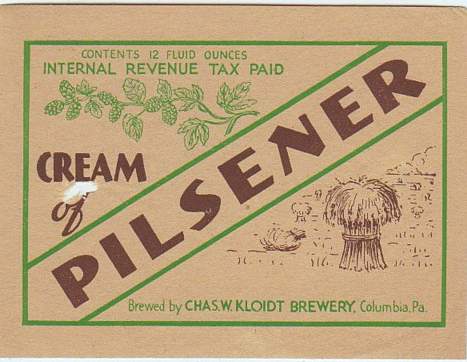 CONTENTS 12 FLUID OUNCES
INTERNAL REVENUE TAX PAID
CREAM
of
PILSENER
Brewed by CHAS. W. KLOIDT BREWERY, Columbia, Pa.